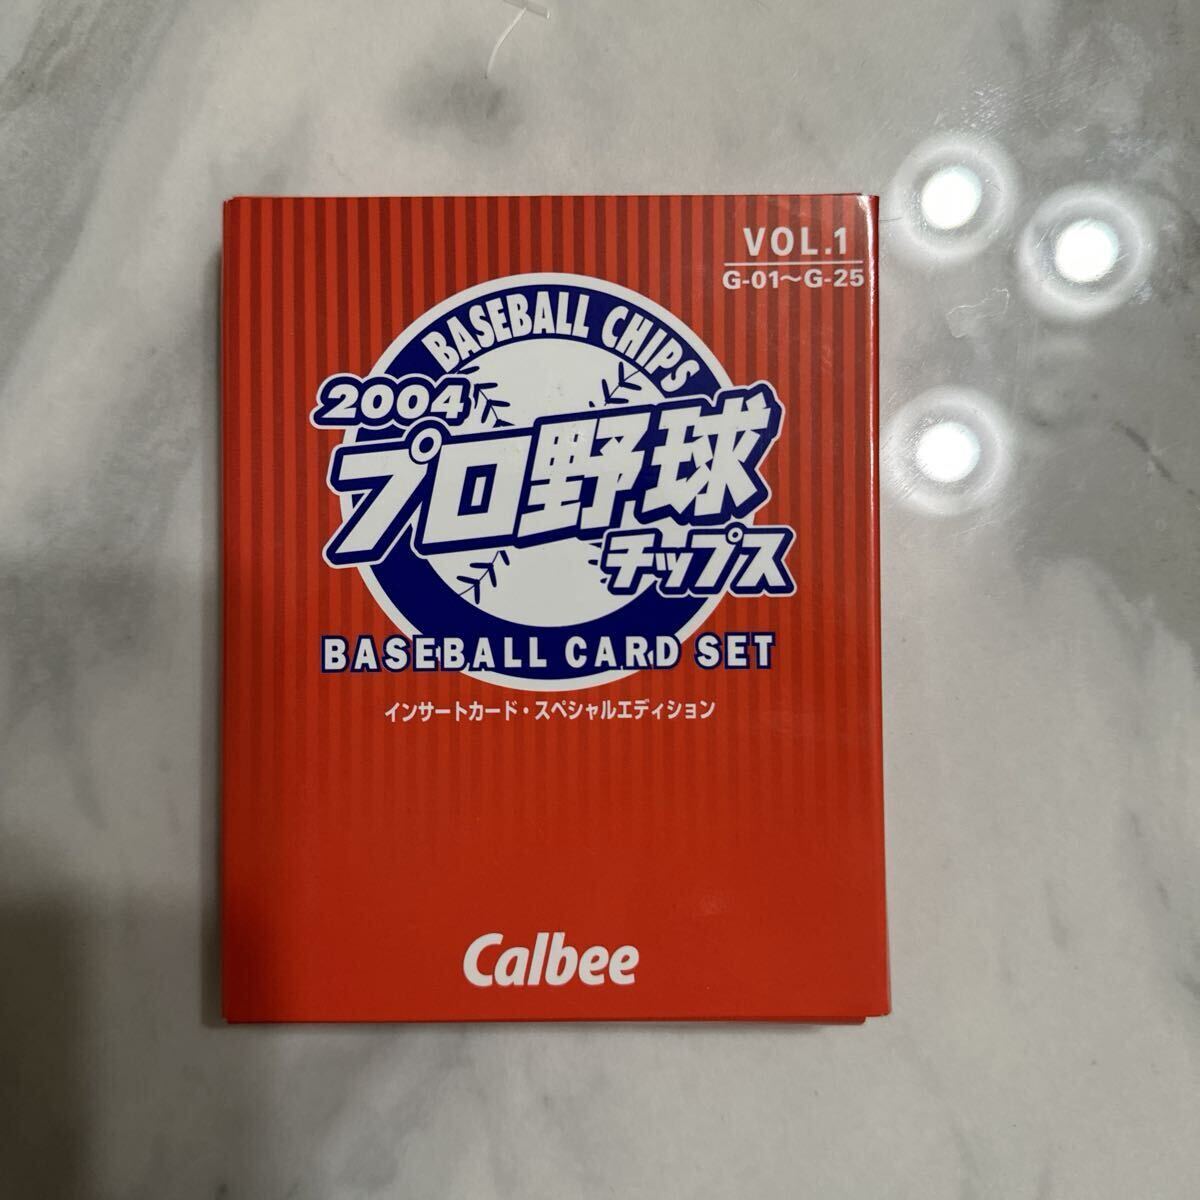 VOL.1
G-01〜G-25
BASEBALL CHIPS
2004
プロ野球
チップス
BASEBALL CARD SET
インサートカード・スペシャルエディション
Calbee